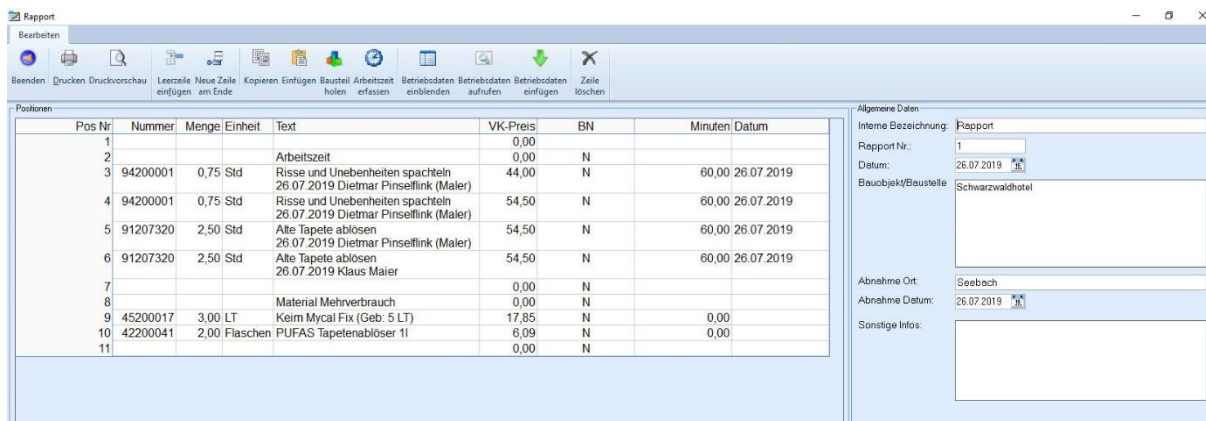 Rapport
Bearbeiten
Beenden Drucken Druckvorschau Leerzeile einfügen Neue Zeile am Ende Kopieren Einfügen Bausteil holen Arbeitszeit erfassen Betriebsdaten einblenden Betriebsdaten aufrufen Betriebsdaten einfügen Zeile löschen
Positionen
Pos Nr Nummer Menge Einheit Text VK-Preis BN Minuten Datum
1 0,00
2 Arbeitszeit 0,00 N
3 94200001 0,75 Std Risse und Unebenheiten spachteln 44,00 N 60,00 26.07.2019
26.07.2019 Dietmar Pinselflink (Maler)
4 94200001 0,75 Std Risse und Unebenheiten spachteln 54,50 N 60,00 26.07.2019
26.07.2019 Dietmar Pinselflink (Maler)
5 91207320 2,50 Std Alte Tapete ablösen 54,50 N 60,00 26.07.2019
26.07.2019 Dietmar Pinselflink (Maler)
6 91207320 2,50 Std Alte Tapete ablösen 54,50 N 60,00 26.07.2019
26.07.2019 Klaus Maier
7 0,00 N
8 Material Mehrverbrauch 0,00 N
9 45200017 3,00 LT Keim Mycal Fix (Geb: 5 LT) 17,85 N 0,00
10 42200041 2,00 Flaschen PUFAS Tapetenablöser 1l 6,09 N 0,00
11 0,00 N
Allgemeine Daten
Interne Bezeichnung: Rapport
Rapport Nr.: 1
Datum: 26.07.2019
Bauobjekt/Baustelle Schwarzwaldhotel
Abnahme Ort: Seebach
Abnahme Datum: 26.07.2019
Sonstige Infos: